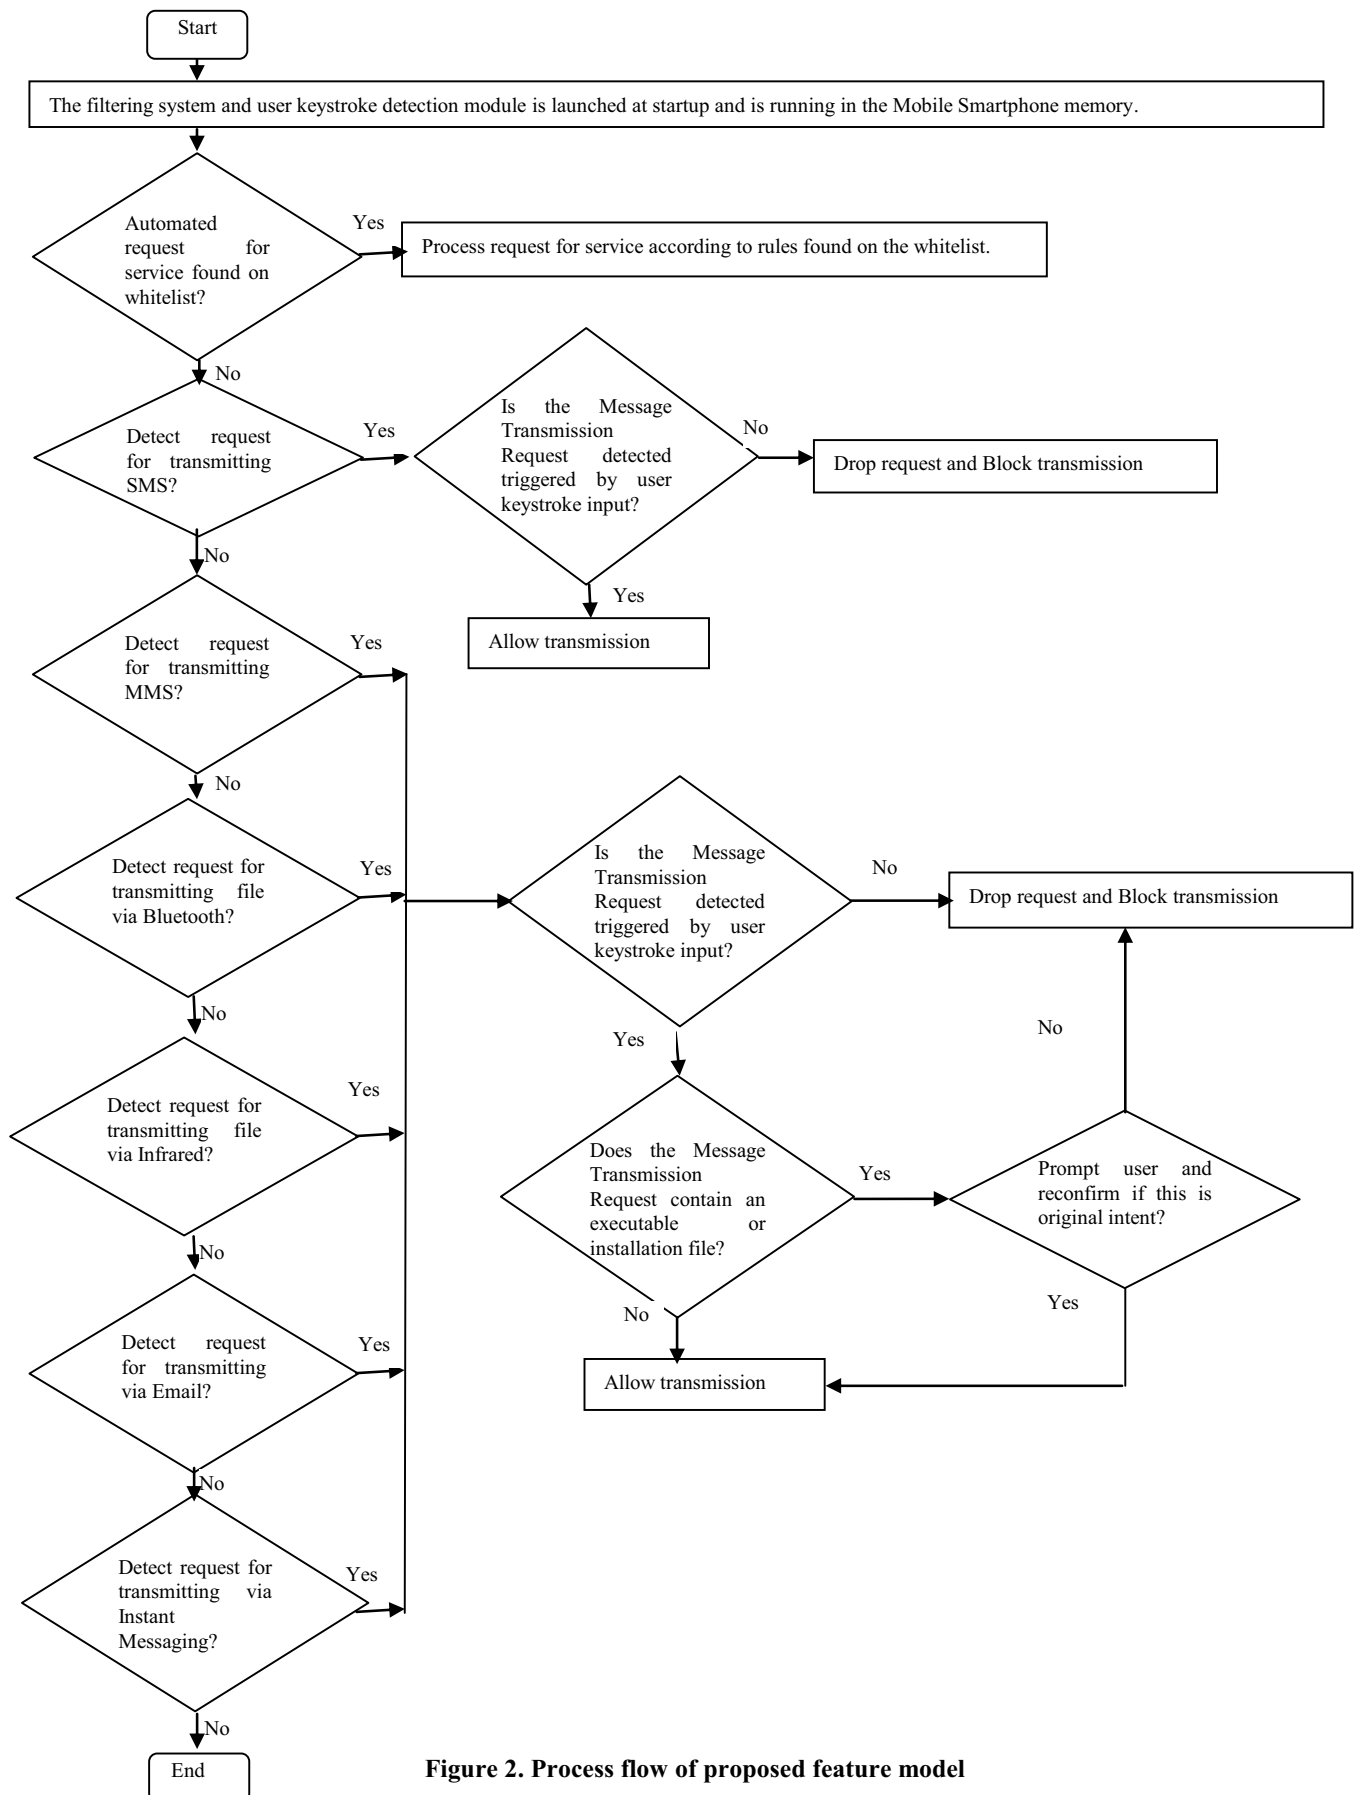 Start
The filtering system and user keystroke detection module is launched at startup and is running in the Mobile Smartphone memory.
Automated
request for
service found on
whitelist?
Yes
Process request for service according to rules found on the whitelist.
No
Detect request
for transmitting
SMS?
Yes
Is the Message
Transmission
Request detected
triggered by user
keystroke input?
No
Drop request and Block transmission
Yes
Allow transmission
No
Detect request
for transmitting
MMS?
Yes
No
Detect request for
transmitting file
via Bluetooth?
Yes
Is the Message
Transmission
Request detected
triggered by user
keystroke input?
No
Drop request and Block transmission
No
Yes
No
Detect request for
transmitting file
via Infrared?
Yes
Does the Message
Transmission
Request contain an
executable or
installation file?
Yes
Prompt user and
reconfirm if this is
original intent?
No
Yes
No
Allow transmission
Detect request
for transmitting
via Email?
Yes
No
Detect request for
transmitting via
Instant
Messaging?
Yes
No
End
Figure 2. Process flow of proposed feature model